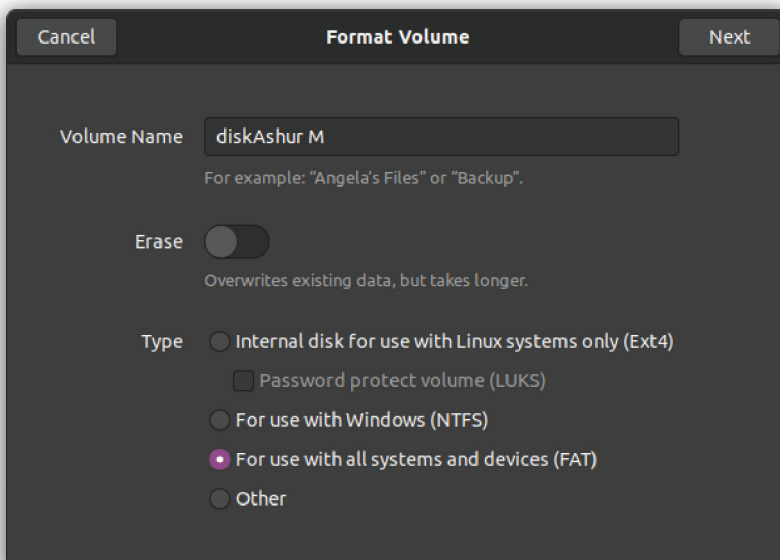 Cancel
Format Volume
Next
Volume Name
diskAshur M
For example: “Angela’s Files” or “Backup”.
Erase
Overwrites existing data, but takes longer.
Type
Internal disk for use with Linux systems only (Ext4)
Password protect volume (LUKS)
For use with Windows (NTFS)
For use with all systems and devices (FAT)
Other